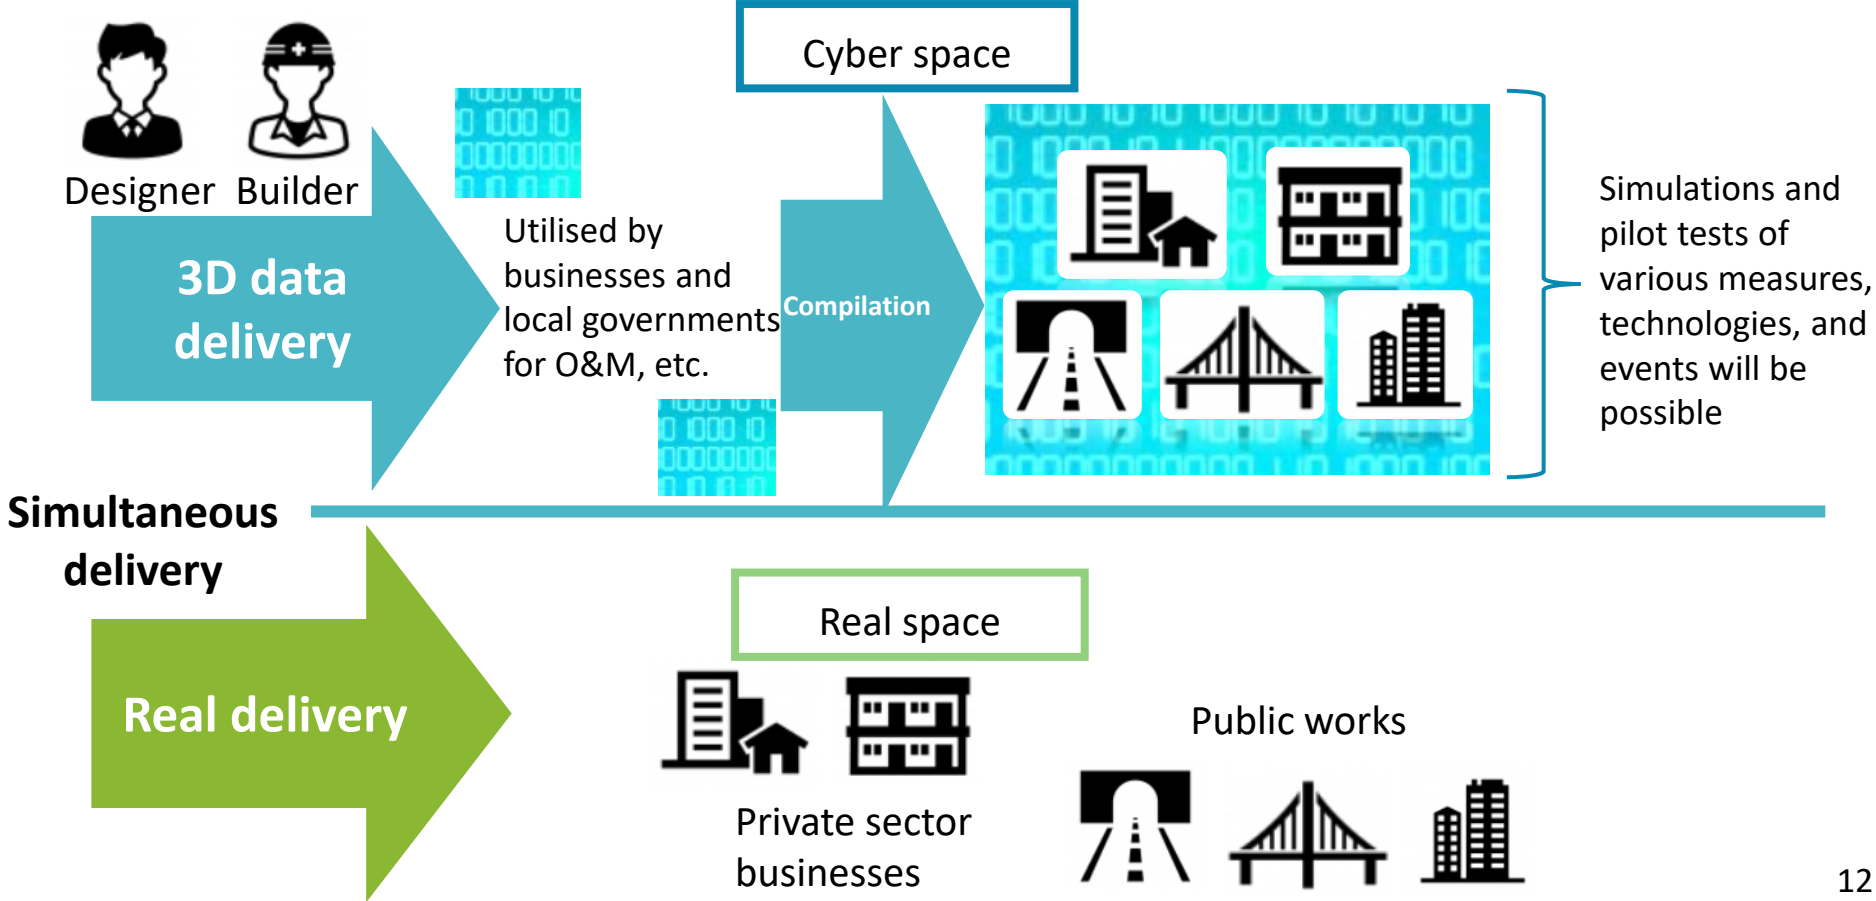 Cyber space
Designer
Builder
3D data
delivery
Utilised by
businesses and
local governments
for O&M, etc.
Compilation
Simulations and
pilot tests of
various measures,
technologies, and
events will be
possible
Simultaneous
delivery
Real space
Real delivery
Private sector
businesses
Public works
12